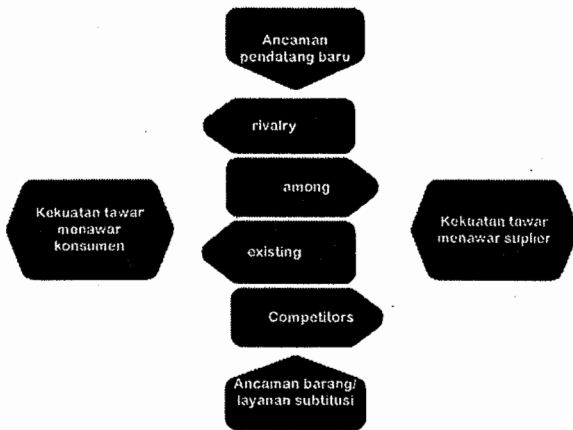 Ancaman
pendatang baru
rivalry
among
Kekuatan tawar
menawar
konsumen
Kekuatan tawar
menawar suplier
existing
Competitors
Ancaman barang/
layanan subtitusi